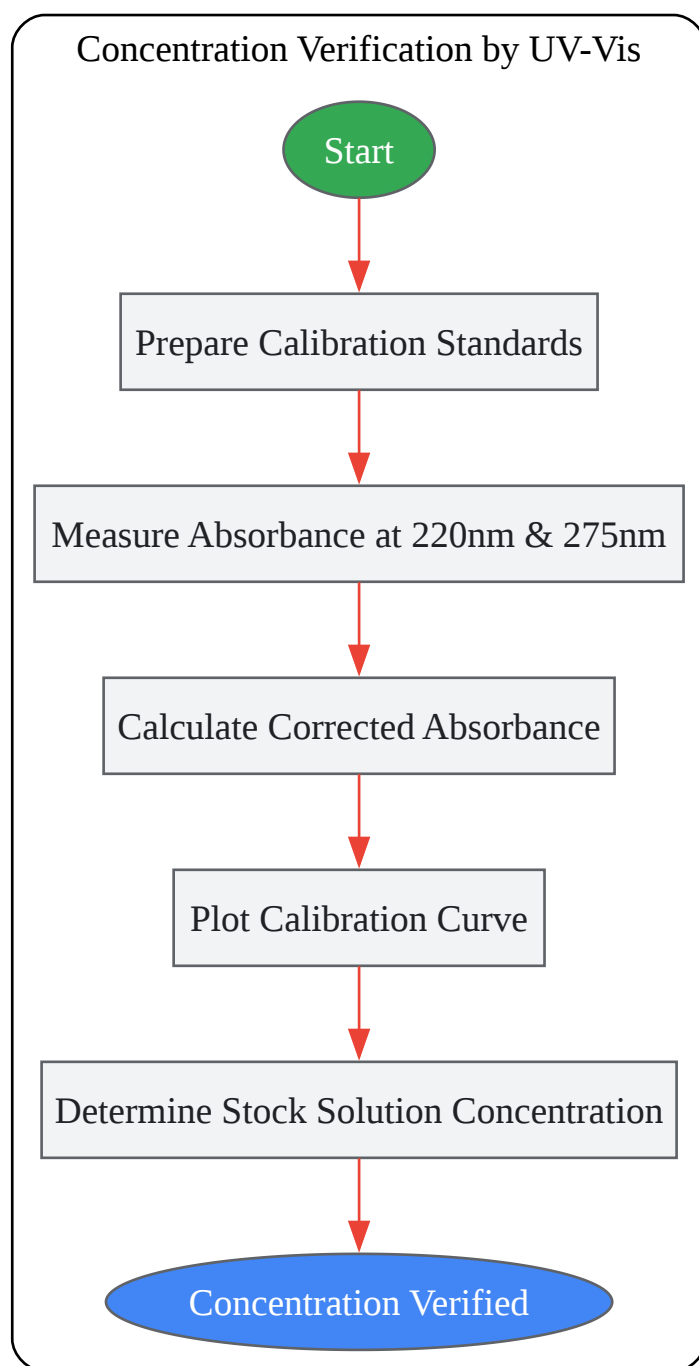 Concentration Verification by UV-Vis
Start
Prepare Calibration Standards
Measure Absorbance at 220nm & 275nm
Calculate Corrected Absorbance
Plot Calibration Curve
Determine Stock Solution Concentration
Concentration Verified